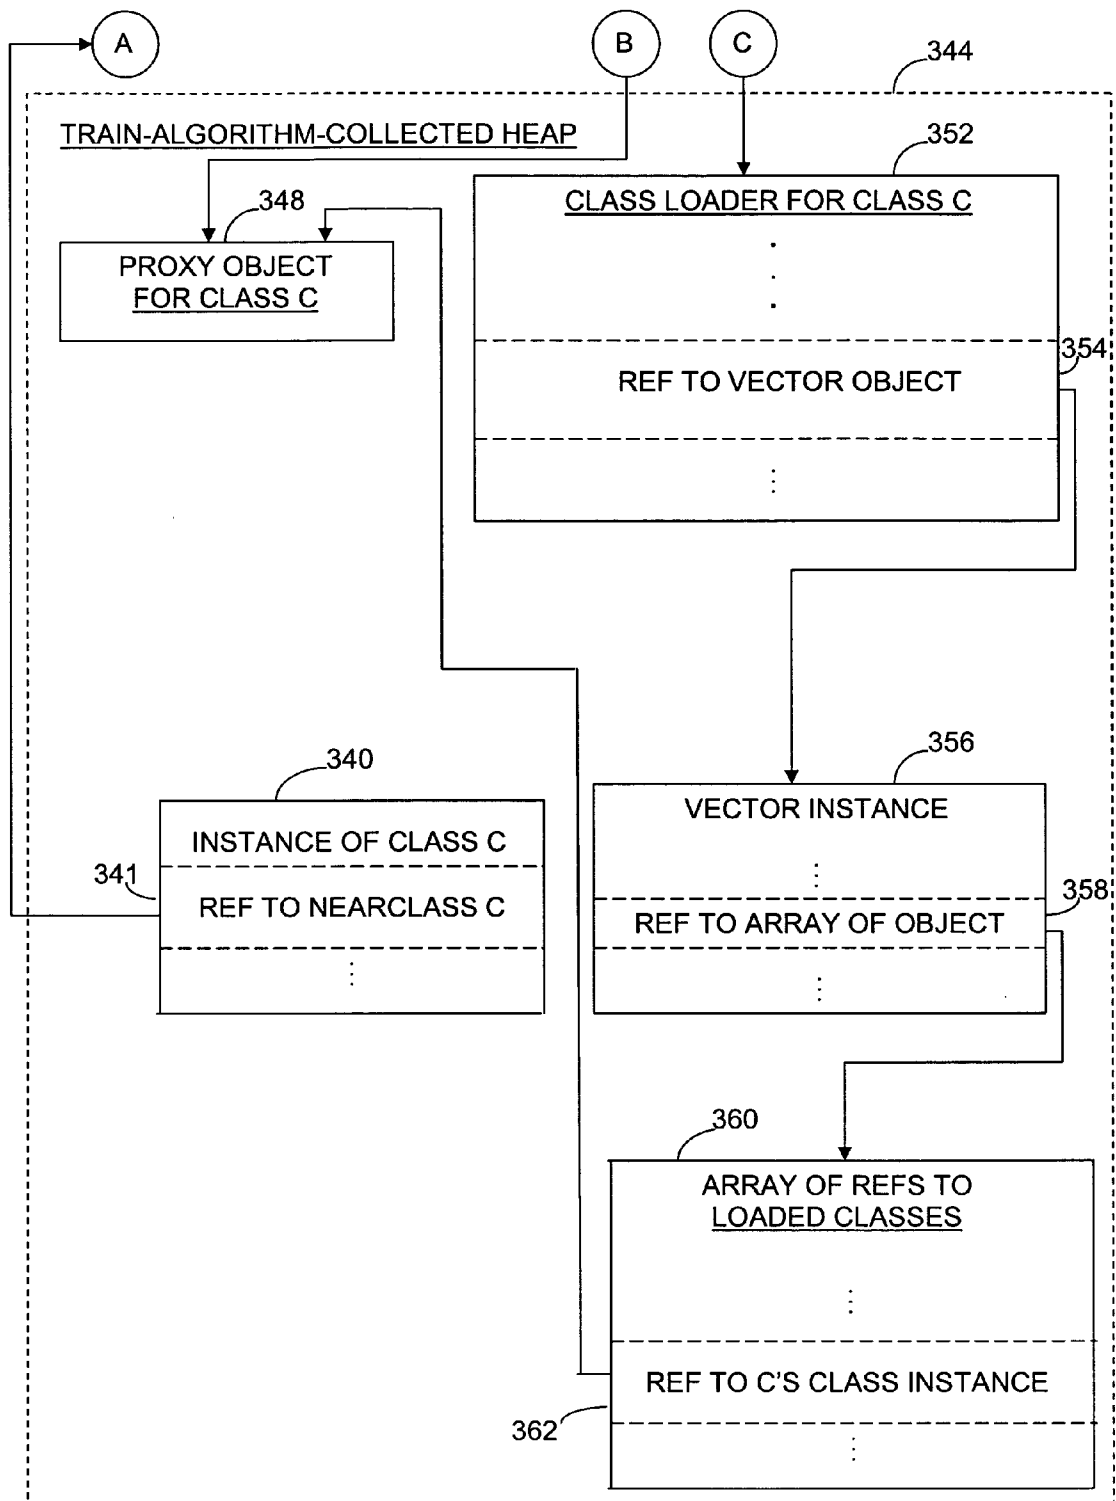 A
B
C
344
TRAIN-ALGORITHM-COLLECTED HEAP
352
CLASS LOADER FOR CLASS C
348
PROXY OBJECT
FOR CLASS C
354
REF TO VECTOR OBJECT
340
356
INSTANCE OF CLASS C
VECTOR INSTANCE
341
REF TO NEARCLASS C
358
REF TO ARRAY OF OBJECT
360
ARRAY OF REFS TO
LOADED CLASSES
REF TO C'S CLASS INSTANCE
362